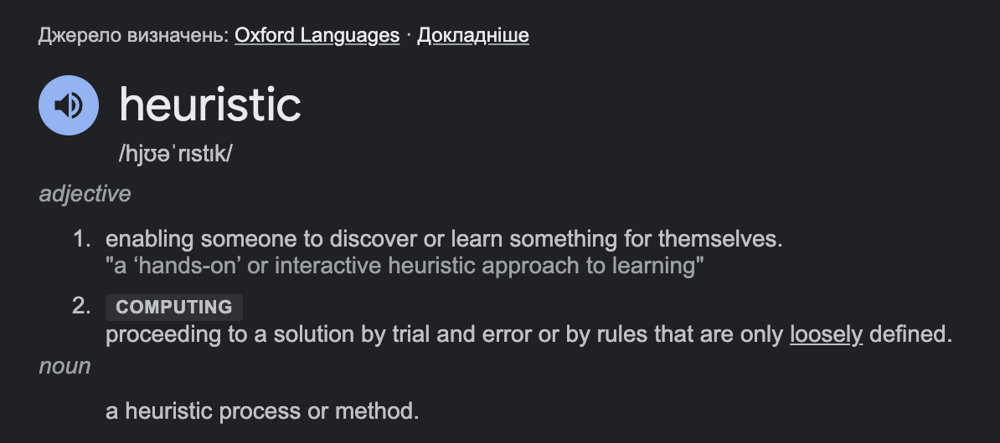 Джерело визначень: Oxford Languages · Докладніше
heuristic
/hjʊəˈrɪstɪk/
adjective
1. enabling someone to discover or learn something for themselves.
"a ‘hands-on’ or interactive heuristic approach to learning"
2. COMPUTING
proceeding to a solution by trial and error or by rules that are only loosely defined.
noun
a heuristic process or method.